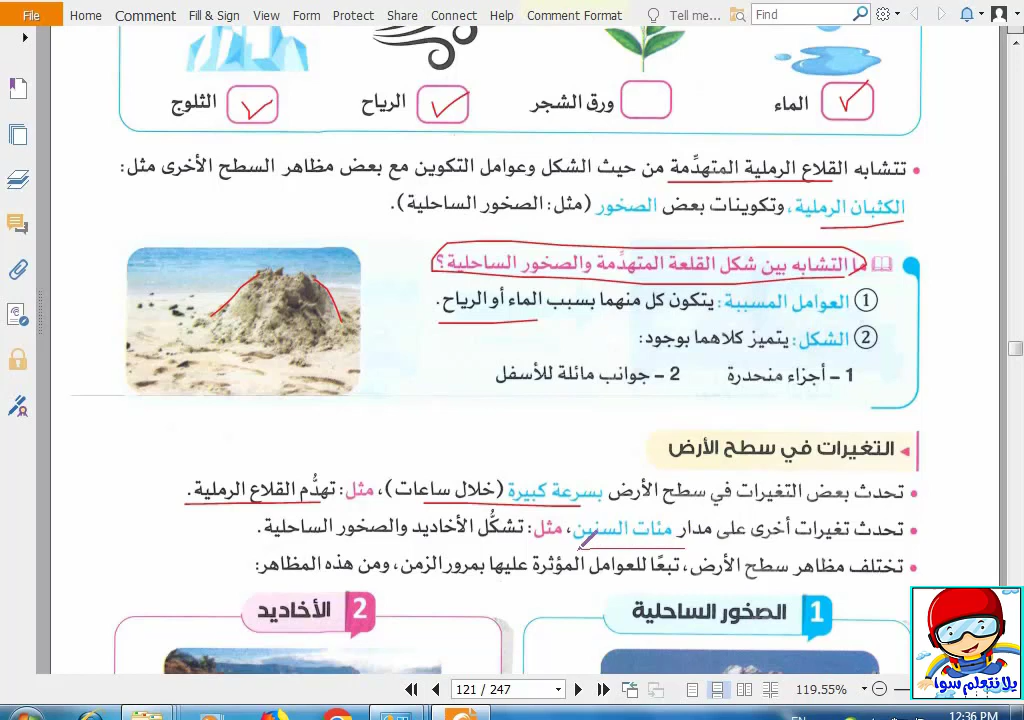 File Home Comment Fill & Sign View Form Protect Share Connect Help Comment Format Tell me... Find
الماء ورق الشجر الرياح الثلوج
• تتشابه القلاع الرملية المتهدِّمة من حيث الشكل وعوامل التكوين مع بعض مظاهر السطح الأخرى مثل:
الكثبان الرملية، وتكوينات بعض الصخور (مثل: الصخور الساحلية).
ما التشابه بين شكل القلعة المتهدِّمة والصخور الساحلية؟
1 العوامل المسببة: يتكون كل منهما بسبب الماء أو الرياح.
2 الشكل: يتميز كلاهما بوجود:
1 – أجزاء منحدرة 2 – جوانب مائلة للأسفل
التغيرات في سطح الأرض
• تحدث بعض التغيرات في سطح الأرض بسرعة كبيرة (خلال ساعات)، مثل: تهدُّم القلاع الرملية.
• تحدث تغيرات أخرى على مدار مئات السنين، مثل: تشكُّل الأخاديد والصخور الساحلية.
• تختلف مظاهر سطح الأرض، تبعًا للعوامل المؤثرة عليها بمرور الزمن، ومن هذه المظاهر:
1 الصخور الساحلية 2 الأخاديد
يلا نتعلم سوا
121 / 247 119.55%
EN 12:36 PM